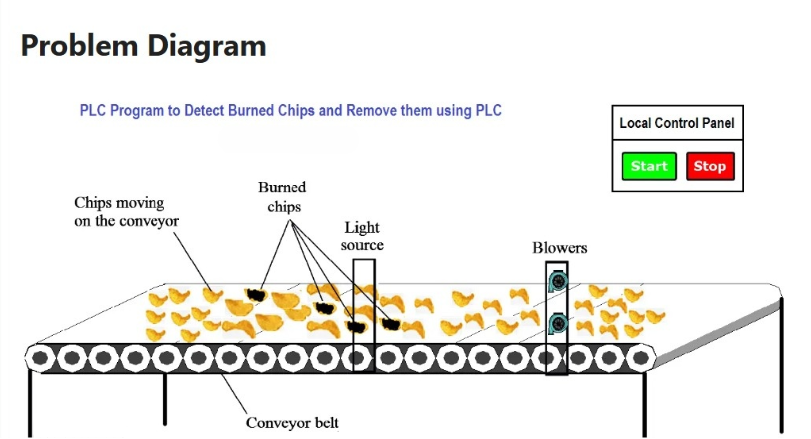 Problem Diagram
PLC Program to Detect Burned Chips and Remove them using PLC
Local Control Panel
Start
Stop
Burned
chips
Chips moving
on the conveyor
Light
source
Blowers
Conveyor belt